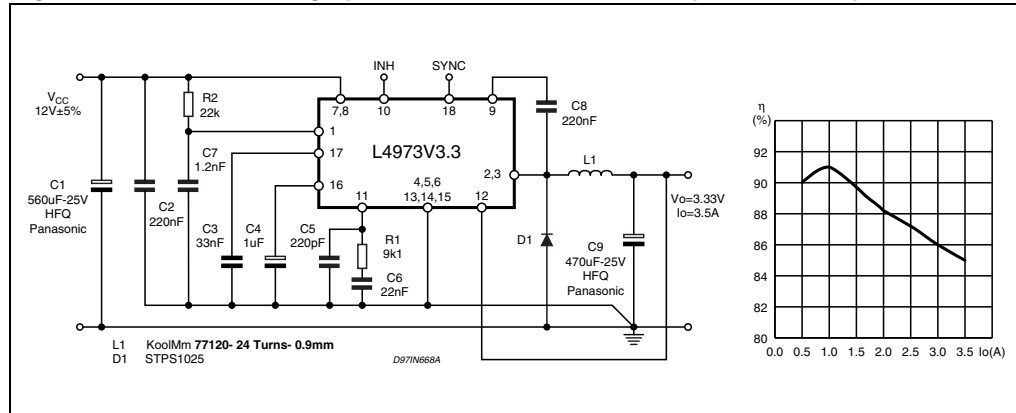 VCC
12V±5%
R2
22k
C7
1.2nF
C1
560uF-25V
HFQ
Panasonic
C2
220nF
C3
33nF
C4
1uF
C5
220pF
R1
9k1
C6
22nF
INH
SYNC
7,8
10
18
9
1
17
16
L4973V3.3
4,5,6
11
13,14,15
12
2,3
C8
220nF
L1
D1
C9
470uF-25V
HFQ
Panasonic
Vo=3.33V
Io=3.5A
L1 KoolMm 77120- 24 Turns- 0.9mm
D1 STPS1025
D97IN668A
η
(%)
92
90
88
86
84
82
80
0.0 0.5 1.0 1.5 2.0 2.5 3.0 3.5 Io(A)